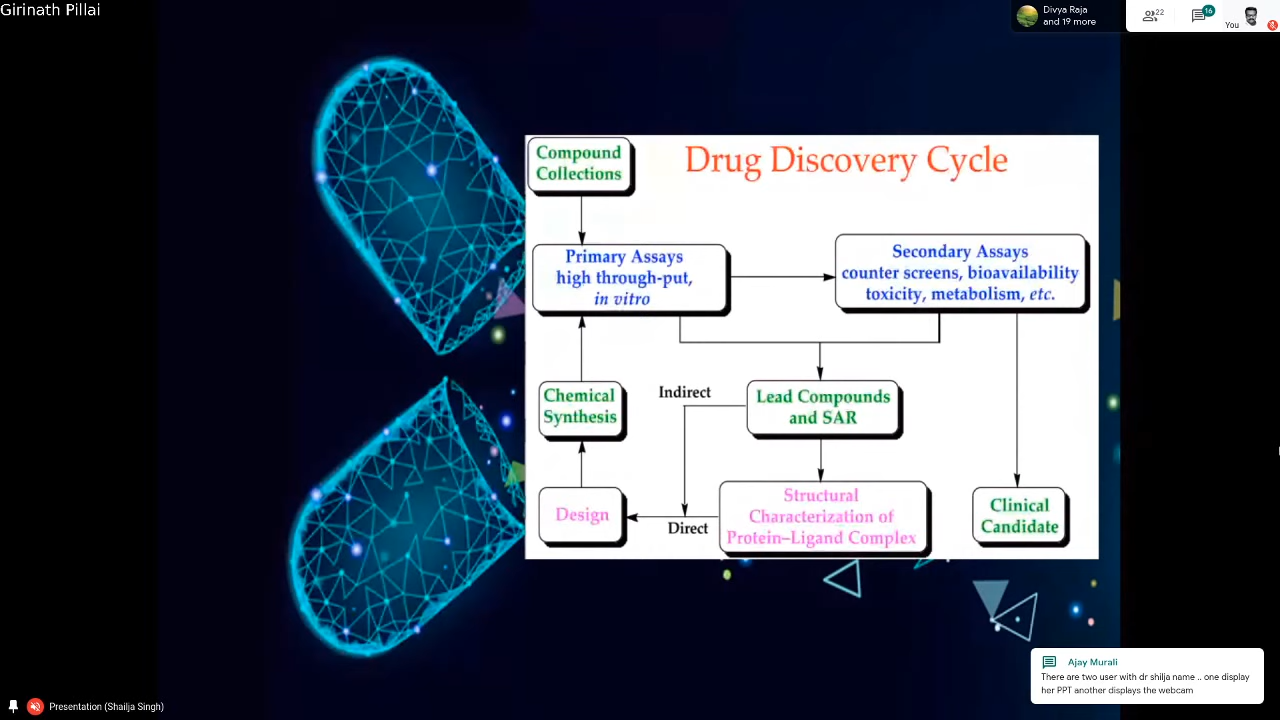 Girinath Pillai
Divya Raja
and 19 more
22
16
You
Compound
Collections
Drug Discovery Cycle
Primary Assays
high through-put,
in vitro
Secondary Assays
counter screens, bioavailability
toxicity, metabolism, etc.
Chemical
Synthesis
Indirect
Lead Compounds
and SAR
Design
Direct
Structural
Characterization of
Protein–Ligand Complex
Clinical
Candidate
Ajay Murali
There are two user with dr shilja name .. one display
her PPT another displays the webcam
Presentation (Shailja Singh)